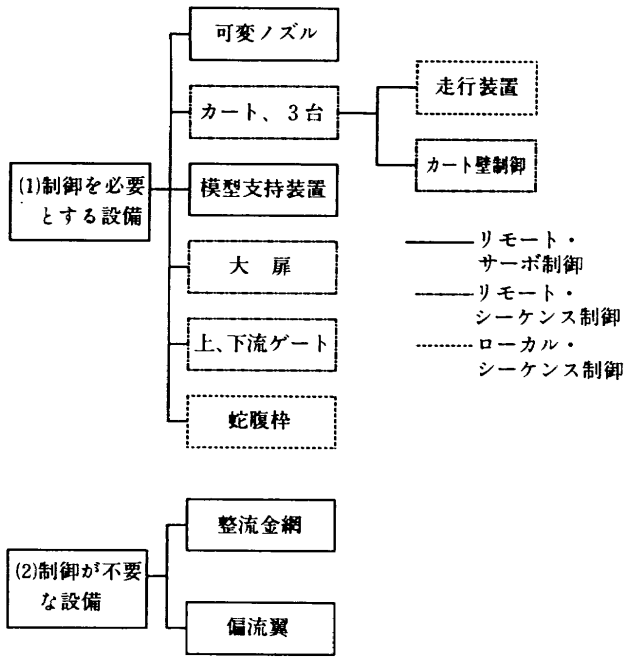 可変ノズル
カート、3台
走行装置
カート壁制御
(1)制御を必要
とする設備
模型支持装置
大 扉
上、下流ゲート
蛇腹枠
リモート・
サーボ制御
リモート・
シーケンス制御
ローカル・
シーケンス制御
整流金網
(2)制御が不要
な設備
偏流翼